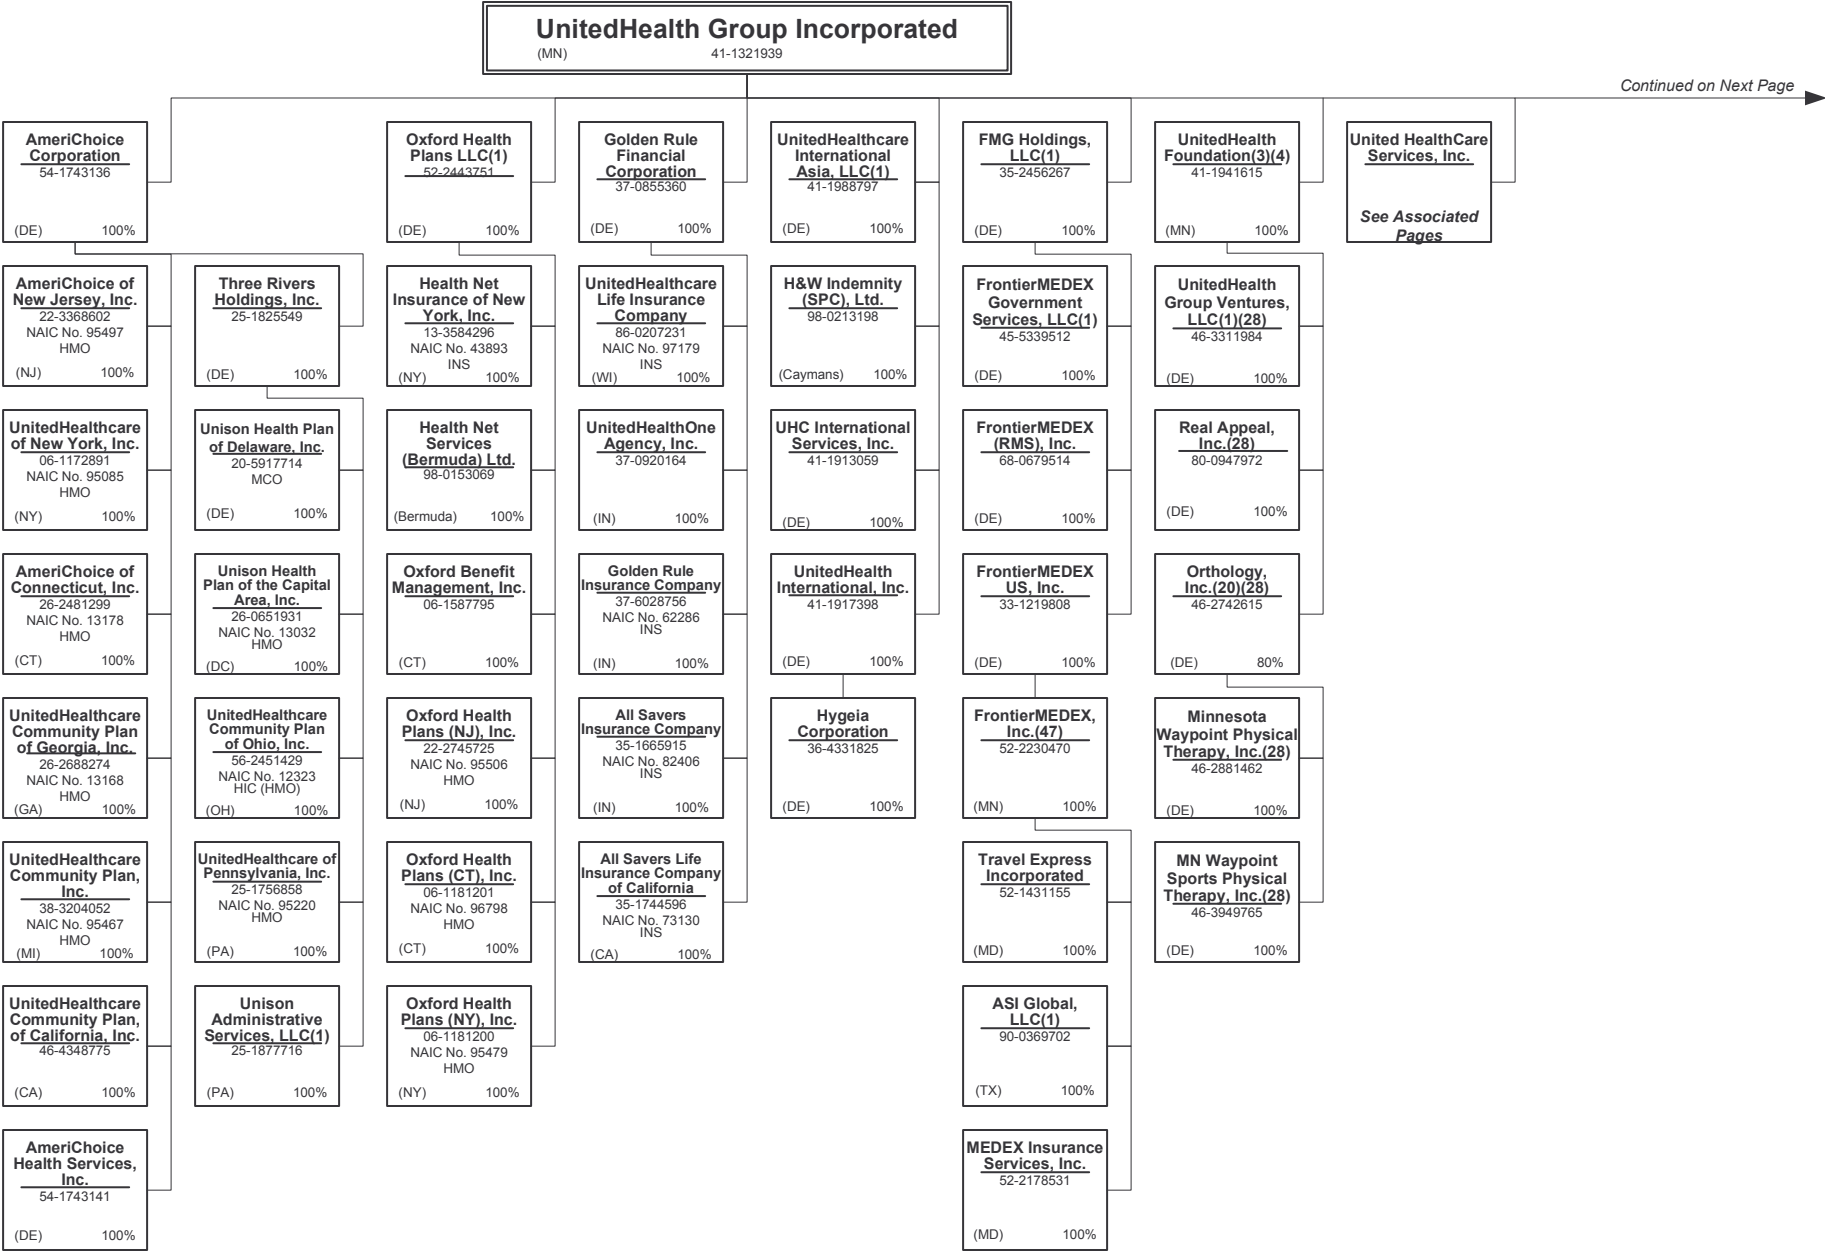 UnitedHealth Group Incorporated
(MN) 41-1321939
Continued on Next Page
AmeriChoice
Corporation
54-1743136
(DE) 100%
Oxford Health
Plans LLC(1)
52-2443751
(DE) 100%
Golden Rule
Financial
Corporation
37-0855360
(DE) 100%
UnitedHealthcare
International
Asia, LLC(1)
41-1988797
(DE) 100%
FMG Holdings,
LLC(1)
35-2456267
(DE) 100%
UnitedHealth
Foundation(3)(4)
41-1941615
(MN) 100%
United HealthCare
Services, Inc.
See Associated
Pages
AmeriChoice of
New Jersey, Inc.
22-3368602
NAIC No. 95497
HMO
(NJ) 100%
Three Rivers
Holdings, Inc.
25-1825549
(DE) 100%
Health Net
Insurance of New
York, Inc.
13-3584296
NAIC No. 43893
INS
(NY) 100%
UnitedHealthcare
Life Insurance
Company
86-0207231
NAIC No. 97179
INS
(WI) 100%
H&W Indemnity
(SPC), Ltd.
98-0213198
(Caymans) 100%
FrontierMEDEX
Government
Services, LLC(1)
45-5339512
(DE) 100%
UnitedHealth
Group Ventures,
LLC(1)(28)
46-3311984
(DE) 100%
UnitedHealthcare
of New York, Inc.
06-1172891
NAIC No. 95085
HMO
(NY) 100%
Unison Health Plan
of Delaware, Inc.
20-5917714
MCO
(DE) 100%
Health Net
Services
(Bermuda) Ltd.
98-0153069
(Bermuda) 100%
UnitedHealthOne
Agency, Inc.
37-0920164
(IN) 100%
UHC International
Services, Inc.
41-1913059
(DE) 100%
FrontierMEDEX
(RMS), Inc.
68-0679514
(DE) 100%
Real Appeal,
Inc.(28)
80-0947972
(DE) 100%
AmeriChoice of
Connecticut, Inc.
26-2481299
NAIC No. 13178
HMO
(CT) 100%
Unison Health
Plan of the Capital
Area, Inc.
26-0651931
NAIC No. 13032
HMO
(DC) 100%
Oxford Benefit
Management, Inc.
06-1587795
(CT) 100%
Golden Rule
Insurance Company
37-6028756
NAIC No. 62286
INS
(IN) 100%
UnitedHealth
International, Inc.
41-1917398
(DE) 100%
FrontierMEDEX
US, Inc.
33-1219808
(DE) 100%
Orthology,
Inc.(20)(28)
46-2742615
(DE) 80%
UnitedHealthcare
Community Plan
of Georgia, Inc.
26-2688274
NAIC No. 13168
HMO
(GA) 100%
UnitedHealthcare
Community Plan
of Ohio, Inc.
56-2451429
NAIC No. 12323
HIC (HMO)
(OH) 100%
Oxford Health
Plans (NJ), Inc.
22-2745725
NAIC No. 95506
HMO
(NJ) 100%
All Savers
Insurance Company
35-1665915
NAIC No. 82406
INS
(IN) 100%
Hygeia
Corporation
36-4331825
(DE) 100%
FrontierMEDEX,
Inc.(47)
52-2230470
(MN) 100%
Minnesota
Waypoint Physical
Therapy, Inc.(28)
46-2881462
(DE) 100%
UnitedHealthcare
Community Plan,
Inc.
38-3204052
NAIC No. 95467
HMO
(MI) 100%
UnitedHealthcare of
Pennsylvania, Inc.
25-1756858
NAIC No. 95220
HMO
(PA) 100%
Oxford Health
Plans (CT), Inc.
06-1181201
NAIC No. 96798
HMO
(CT) 100%
All Savers Life
Insurance Company
of California
35-1744596
NAIC No. 73130
INS
(CA) 100%
Travel Express
Incorporated
52-1431155
(MD) 100%
MN Waypoint
Sports Physical
Therapy, Inc.(28)
46-3949765
(DE) 100%
UnitedHealthcare
Community Plan,
of California, Inc.
46-4348775
(CA) 100%
Unison
Administrative
Services, LLC(1)
25-1877716
(PA) 100%
Oxford Health
Plans (NY), Inc.
06-1181200
NAIC No. 95479
HMO
(NY) 100%
ASI Global,
LLC(1)
90-0369702
(TX) 100%
AmeriChoice
Health Services,
Inc.
54-1743141
(DE) 100%
MEDEX Insurance
Services, Inc.
52-2178531
(MD) 100%